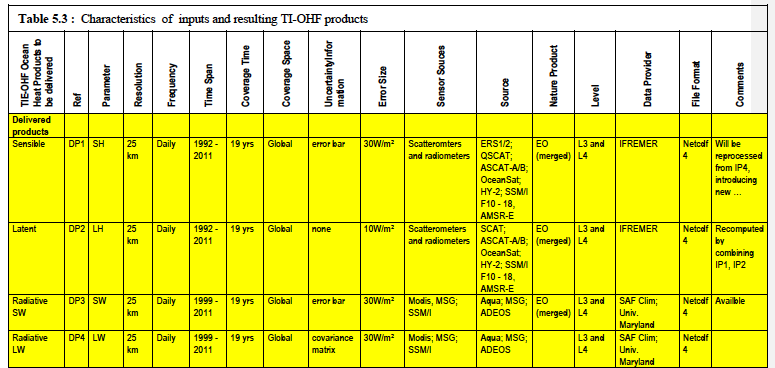 Table 5.3 : Characteristics of inputs and resulting TI-OHF products
TIE-OHF Ocean Heat Products to be delivered | Ref | Parameter | Resolution | Frequency | Time Span | Coverage Time | Coverage Space | UncertaintyInformation | Error Size | Sensor Souces | Source | Nature Product | Level | Data Provider | File Format | Comments
Delivered products
Sensible | DP1 | SH | 25 km | Daily | 1992 - 2011 | 19 yrs | Global | error bar | 30W/m² | Scatteromters and radiometers | ERS1/2; QSCAT; ASCAT-A/B; OceanSat; HY-2; SSM/I F10 - 18, AMSR-E | EO (merged) | L3 and L4 | IFREMER | Netcdf 4 | Will be reprocessed from IP4, introducing new ...
Latent | DP2 | LH | 25 km | Daily | 1992 - 2011 | 19 yrs | Global | none | 10W/m² | Scatterometers and radiometers | SCAT; ASCAT-A/B; OceanSat; HY-2; SSM/I F10 - 18, AMSR-E | EO (merged) | L3 and L4 | IFREMER | Netcdf 4 | Recomputed by combining IP1, IP2
Radiative SW | DP3 | SW | 25 km | Daily | 1999 - 2011 | 19 yrs | Global | error bar | 30W/m² | Modis, MSG; SSM/I | Aqua; MSG; ADEOS | EO (merged) | L3 and L4 | SAF Clim; Univ. Maryland | Netcdf 4 | Availble
Radiative LW | DP4 | LW | 25 km | Daily | 1999 - 2011 | 19 yrs | Global | covariance matrix | 30W/m² | Modis; MSG; SSM/I | Aqua; MSG; ADEOS | L3 and L4 | SAF Clim; Univ. Maryland | Netcdf 4